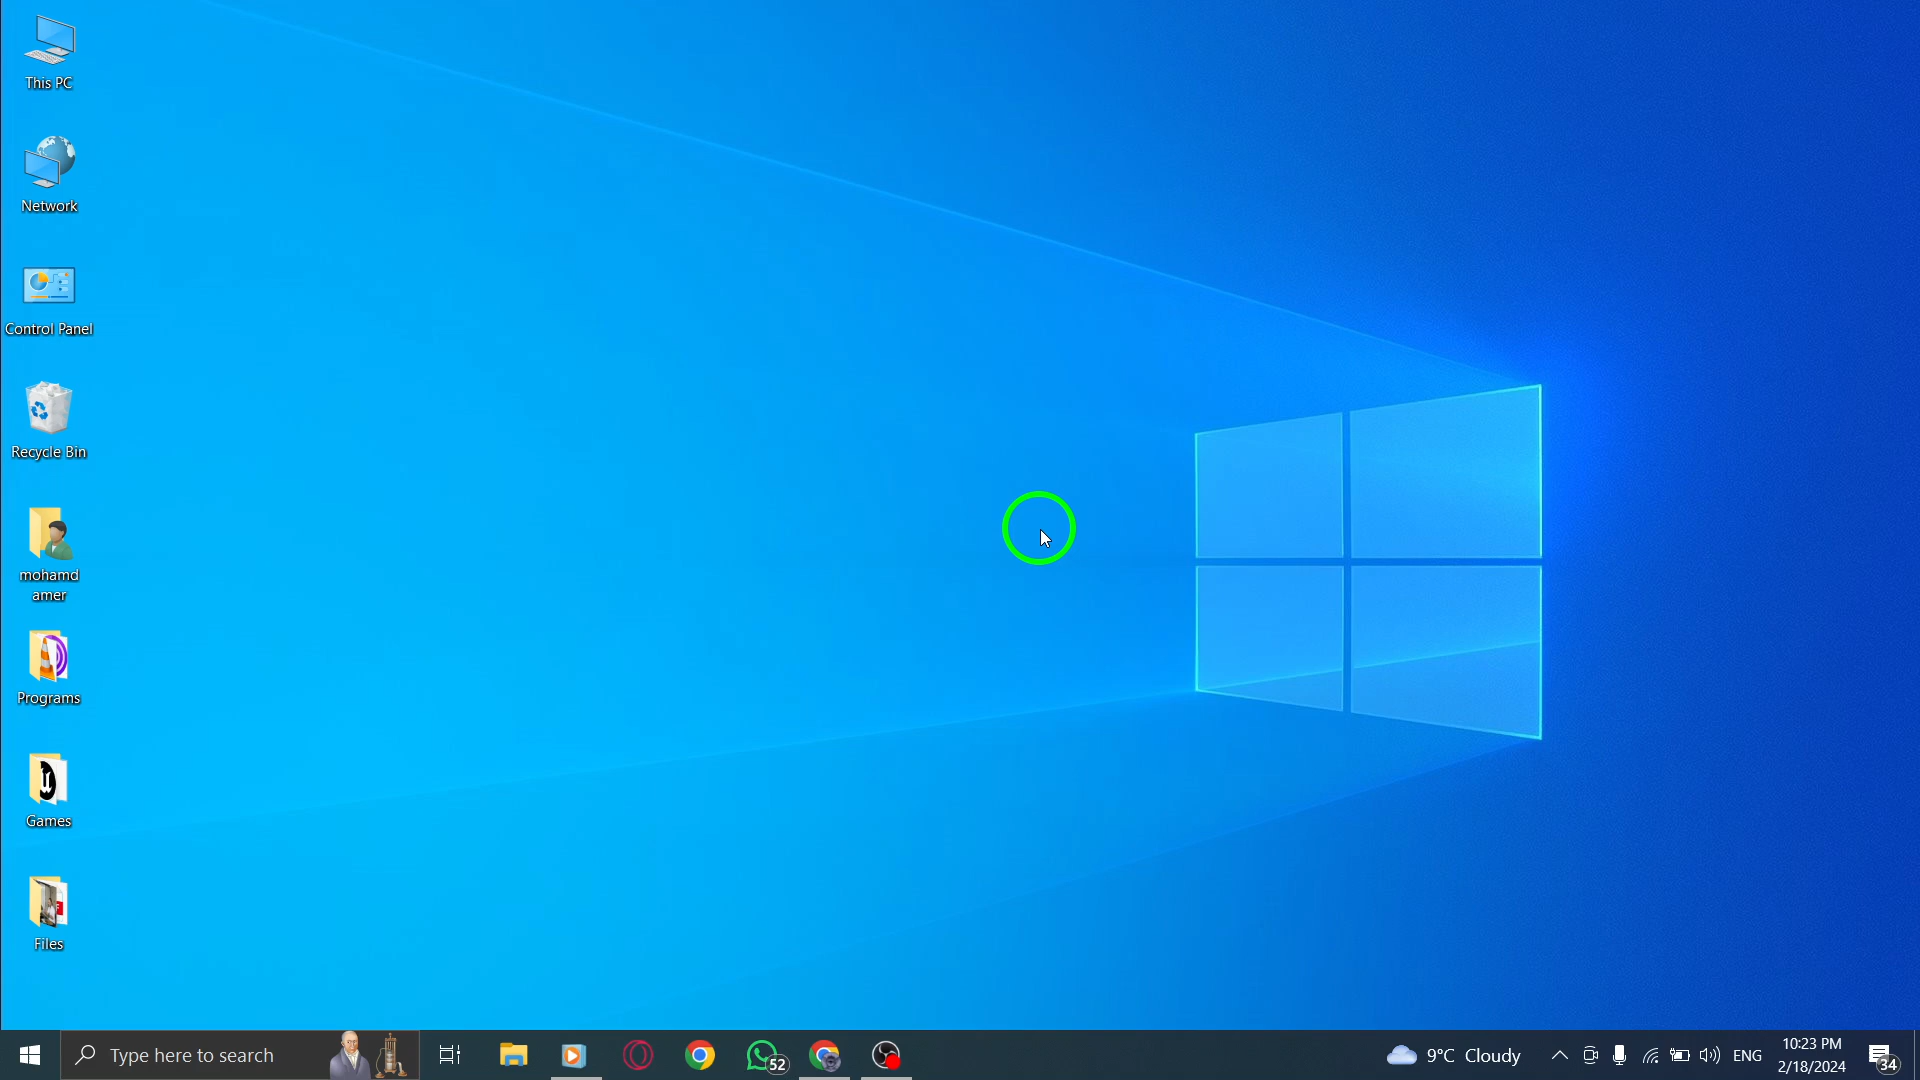 This PC
Network
Control Panel
Recycle Bin
mohamd
amer
Programs
Games
Files
Type here to search
52
9°C Cloudy
ENG
10:23 PM
2/18/2024
34